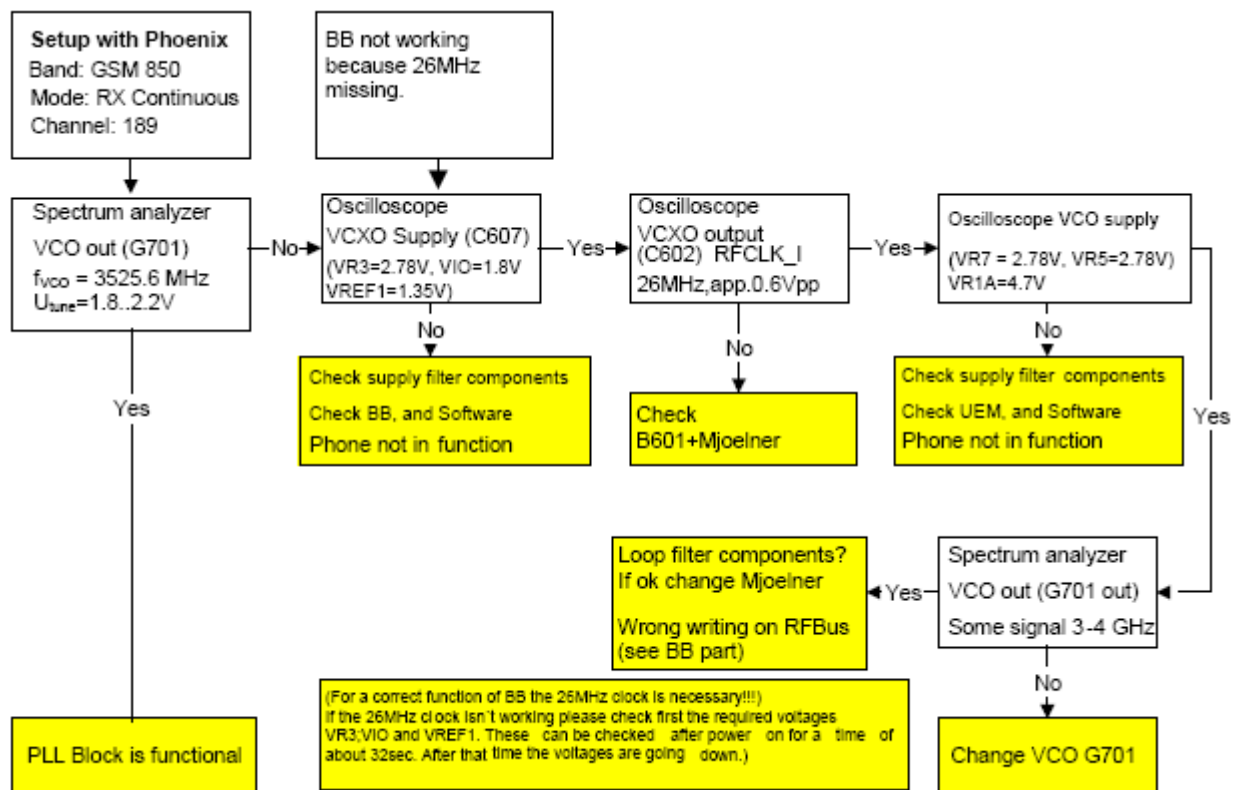 Setup with Phoenix
Band: GSM 850
Mode: RX Continuous
Channel: 189
BB not working
because 26MHz
missing.
Spectrum analyzer
VCO out (G701)
fVCO = 3525.6 MHz
Utune=1.8..2.2V
No
Oscilloscope
VCXO Supply (C607)
(VR3=2.78V, VIO=1.8V
VREF1=1.35V)
Yes
Oscilloscope
VCXO output
(C602) RFCLK_I
26MHz,app.0.6Vpp
Yes
Oscilloscope VCO supply
(VR7 = 2.78V, VR5=2.78V)
VR1A=4.7V
No
No
No
Yes
Yes
Check supply filter components
Check BB, and Software
Phone not in function
Check
B601+Mjoelner
Check supply filter components
Check UEM, and Software
Phone not in function
Loop filter components?
If ok change Mjoelner
Wrong writing on RFBus
(see BB part)
Yes
Spectrum analyzer
VCO out (G701 out)
Some signal 3-4 GHz
No
PLL Block is functional
(For a correct function of BB the 26MHz clock is necessary!!!)
If the 26MHz clock isn`t working please check first the required voltages
VR3;VIO and VREF1. These can be checked after power on for a time of
about 32sec. After that time the voltages are going down.)
Change VCO G701